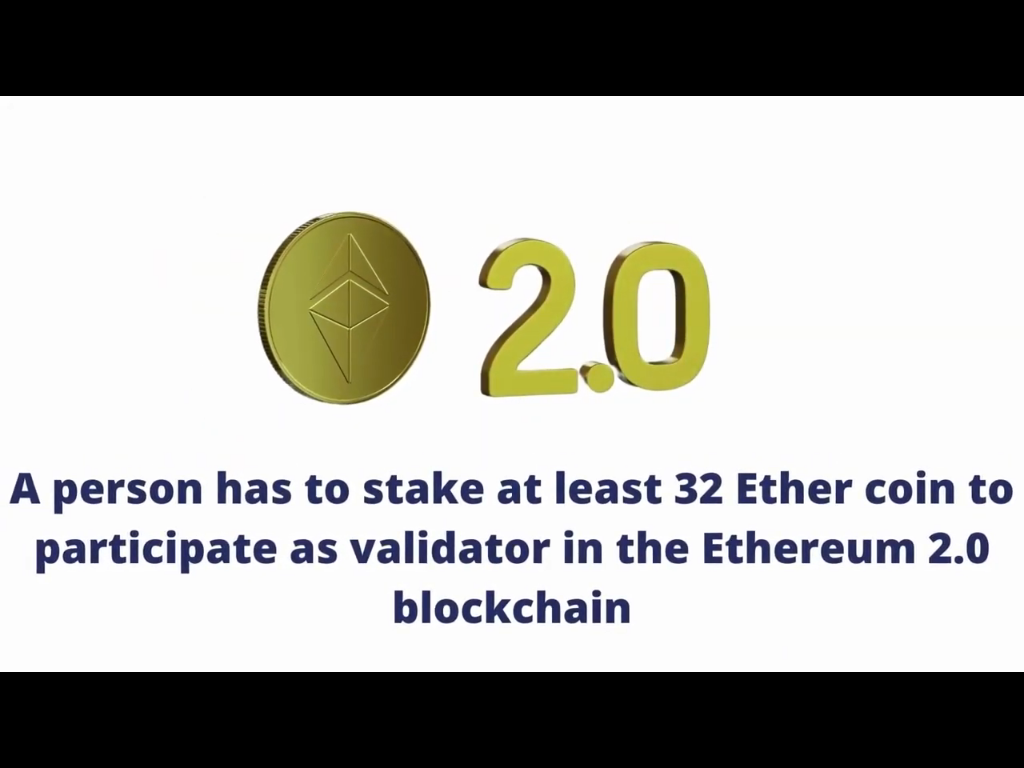 2.0
A person has to stake at least 32 Ether coin to
participate as validator in the Ethereum 2.0
blockchain